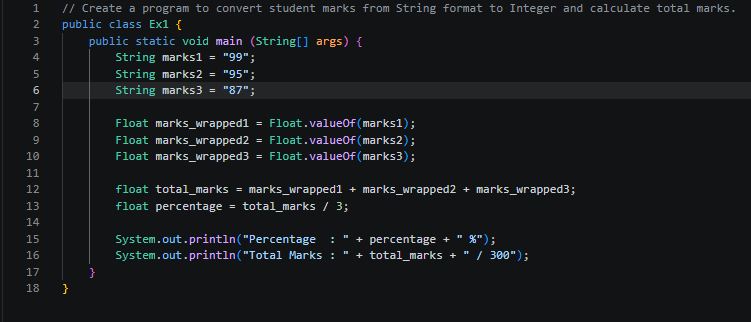 1 // Create a program to convert student marks from String format to Integer and calculate total marks.
2 public class Ex1 {
3     public static void main (String[] args) {
4         String marks1 = "99";
5         String marks2 = "95";
6         String marks3 = "87";
7
8         Float marks_wrapped1 = Float.valueOf(marks1);
9         Float marks_wrapped2 = Float.valueOf(marks2);
10         Float marks_wrapped3 = Float.valueOf(marks3);
11
12         float total_marks = marks_wrapped1 + marks_wrapped2 + marks_wrapped3;
13         float percentage = total_marks / 3;
14
15         System.out.println("Percentage  : " + percentage + " %");
16         System.out.println("Total Marks : " + total_marks + " / 300");
17     }
18 }